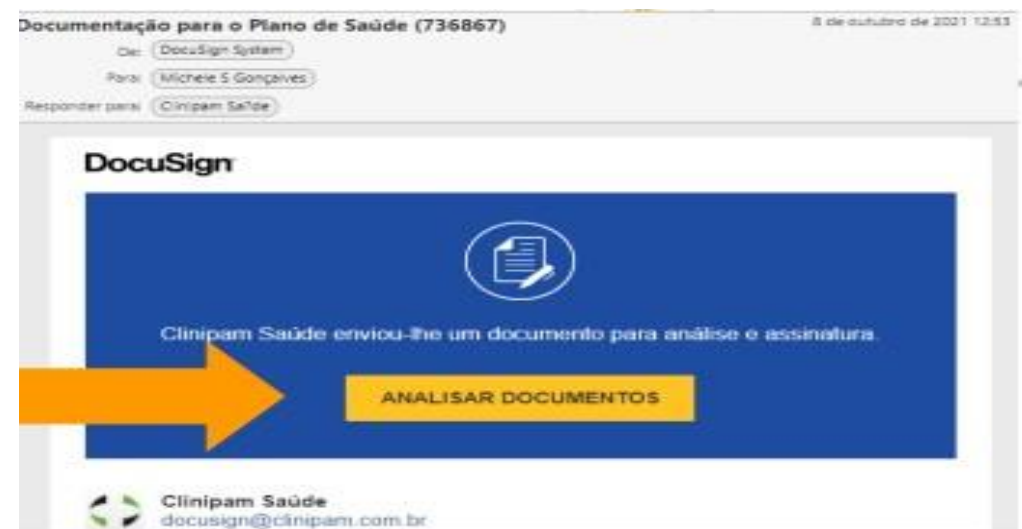 Documentação para o Plano de Saúde (736867)
8 de outubro de 2021 12:53
De: DocuSign System
Para: Michele S Gonçalves
Responder para: Clinipam Sa?de
DocuSign
Clinipam Saúde enviou-lhe um documento para análise e assinatura.
ANALISAR DOCUMENTOS
Clinipam Saúde
docusign@clinipam.com.br